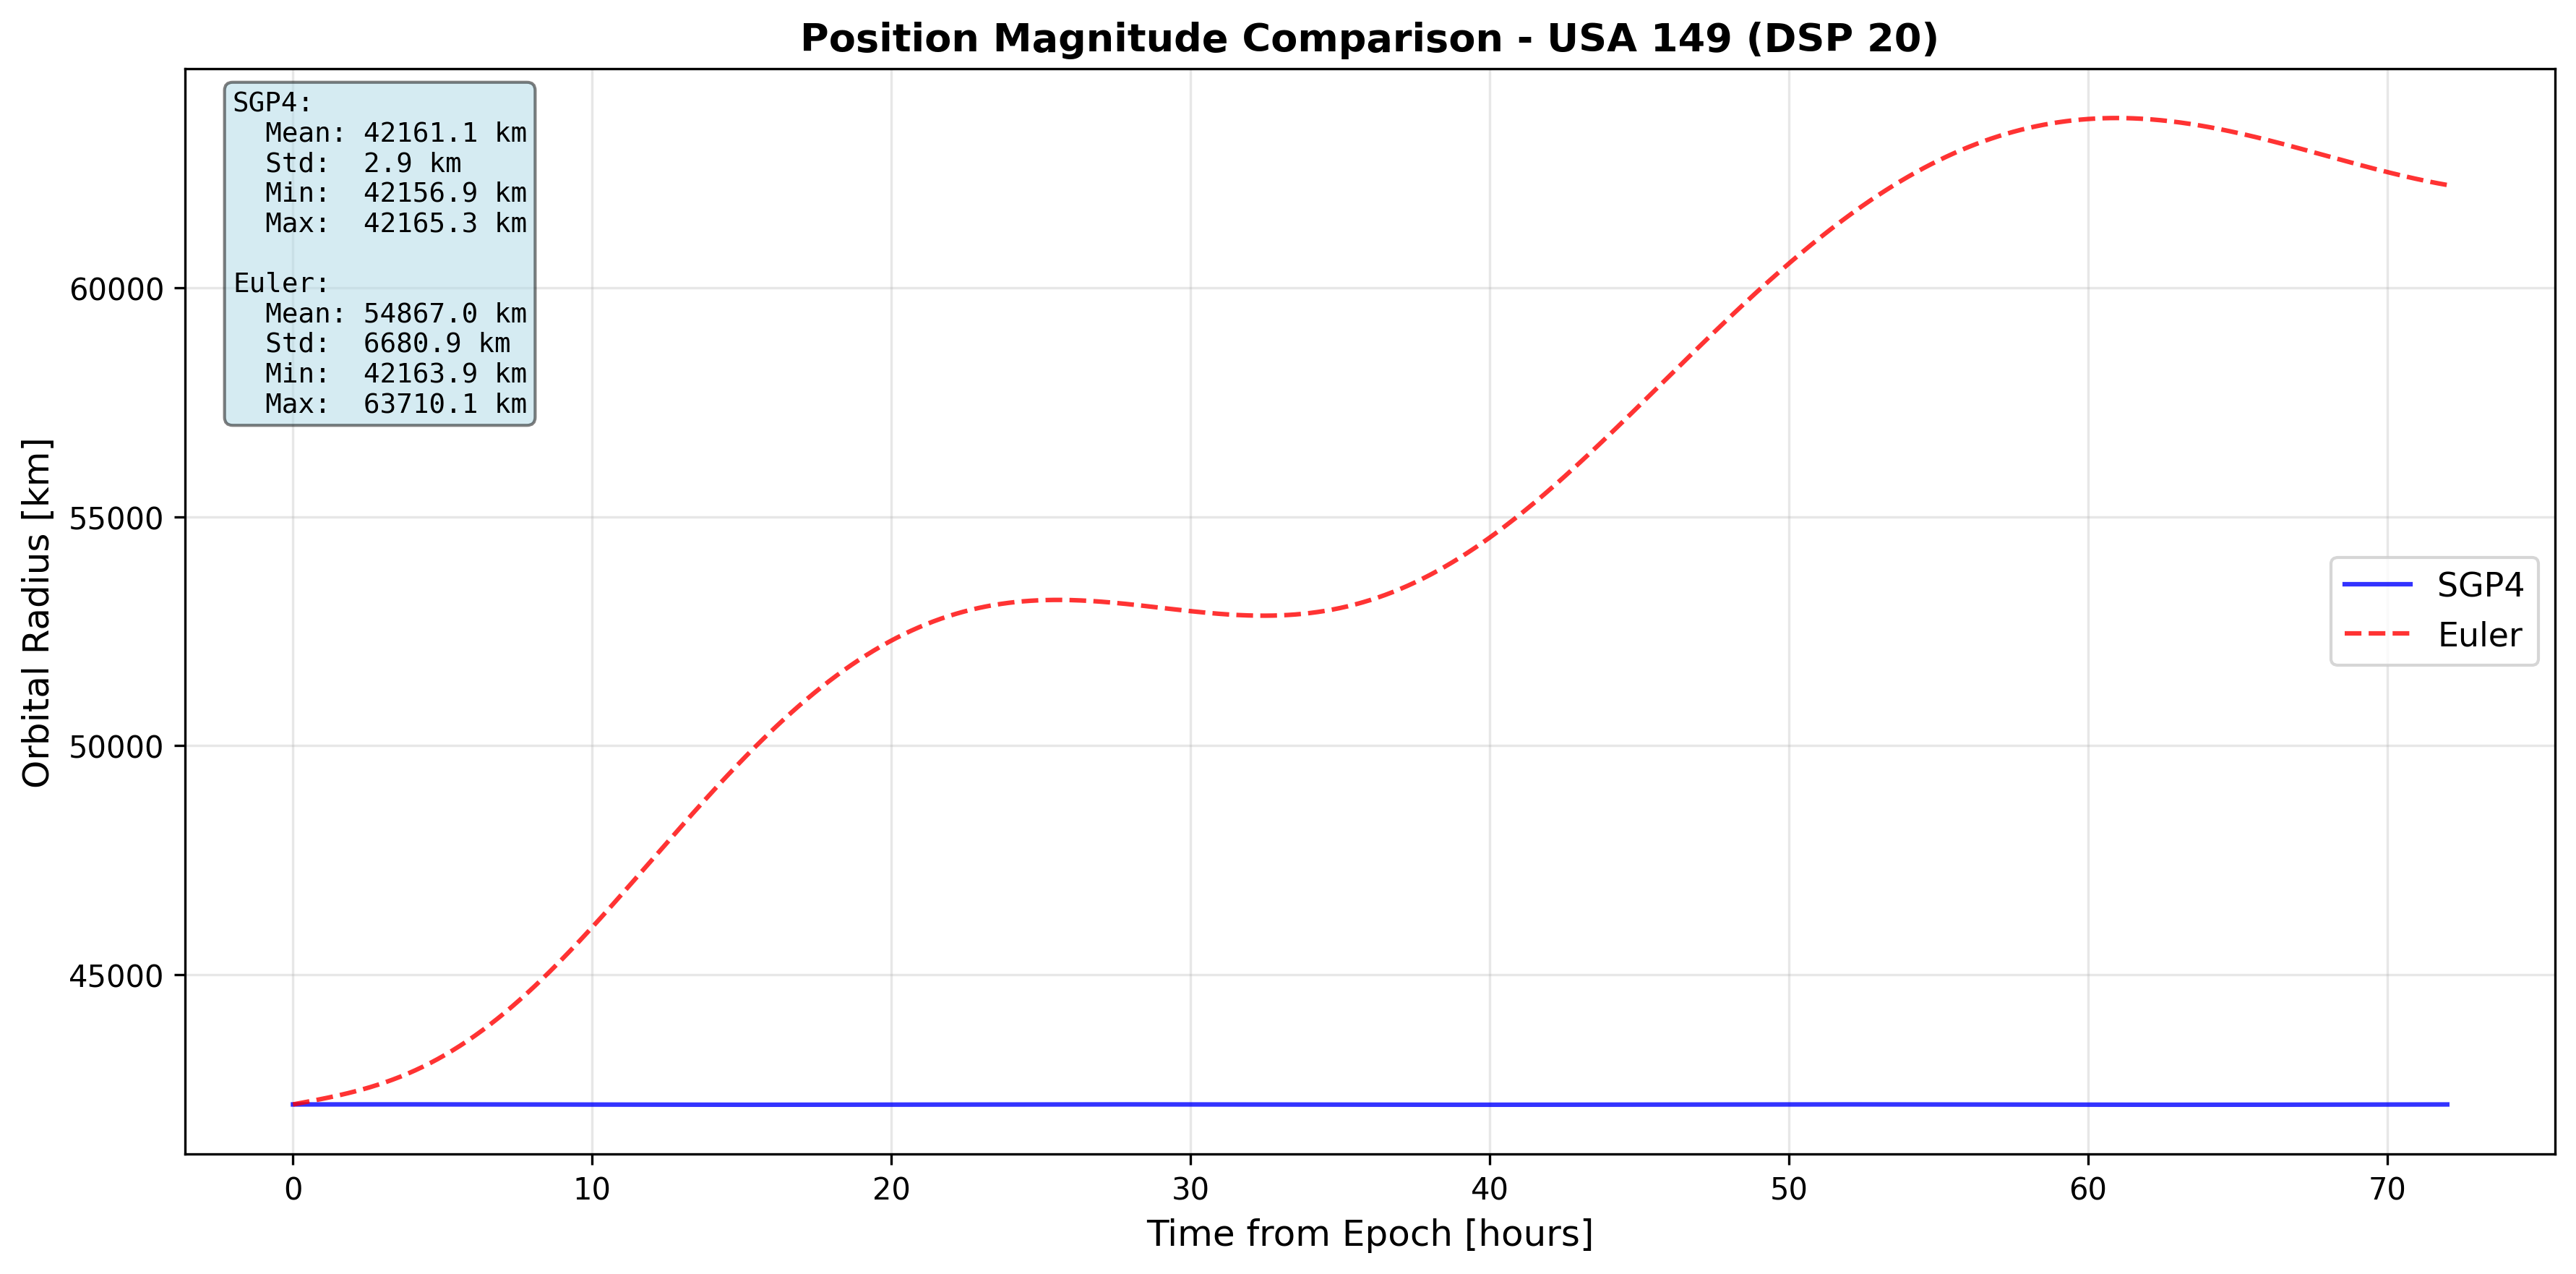 Position Magnitude Comparison - USA 149 (DSP 20)
SGP4:
Mean: 42161.1 km
Std: 2.9 km
Min: 42156.9 km
Max: 42165.3 km
Euler:
Mean: 54867.0 km
Std: 6680.9 km
Min: 42163.9 km
Max: 63710.1 km
Orbital Radius [km]
60000
55000
50000
45000
SGP4
Euler
0 10 20 30 40 50 60 70
Time from Epoch [hours]